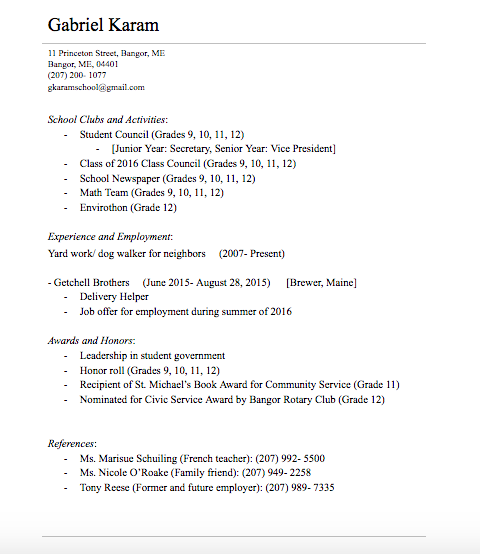 Gabriel Karam
11 Princeton Street, Bangor, ME
Bangor, ME, 04401
(207) 200- 1077
gkaramschool@gmail.com
School Clubs and Activities:
- Student Council (Grades 9, 10, 11, 12)
- [Junior Year: Secretary, Senior Year: Vice President]
- Class of 2016 Class Council (Grades 9, 10, 11, 12)
- School Newspaper (Grades 9, 10, 11, 12)
- Math Team (Grades 9, 10, 11, 12)
- Envirothon (Grade 12)
Experience and Employment:
Yard work/ dog walker for neighbors (2007- Present)
- Getchell Brothers (June 2015- August 28, 2015) [Brewer, Maine]
- Delivery Helper
- Job offer for employment during summer of 2016
Awards and Honors:
- Leadership in student government
- Honor roll (Grades 9, 10, 11, 12)
- Recipient of St. Michael's Book Award for Community Service (Grade 11)
- Nominated for Civic Service Award by Bangor Rotary Club (Grade 12)
References:
- Ms. Marisue Schuiling (French teacher): (207) 992- 5500
- Ms. Nicole O'Roake (Family friend): (207) 949- 2258
- Tony Reese (Former and future employer): (207) 989- 7335